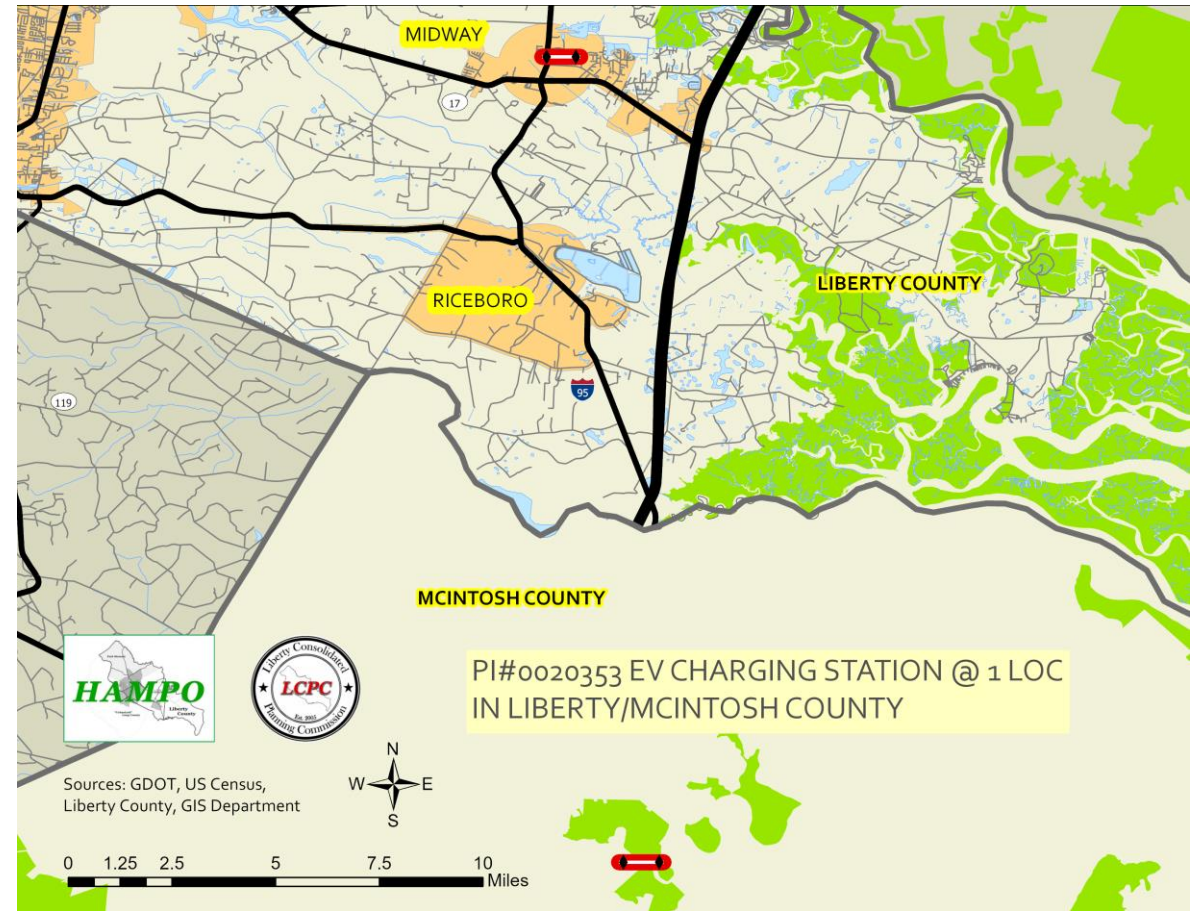 MIDWAY
17
LIBERTY COUNTY
RICEBORO
95
119
MCINTOSH COUNTY
HAMPO
Liberty
County
Liberty Consolidated
LCPC
Est. 2005
Planning Commission
PI#0020353 EV CHARGING STATION @ 1 LOC
IN LIBERTY/MCINTOSH COUNTY
N
W E
S
Sources: GDOT, US Census,
Liberty County, GIS Department
0 1.25 2.5 5 7.5 10
Miles